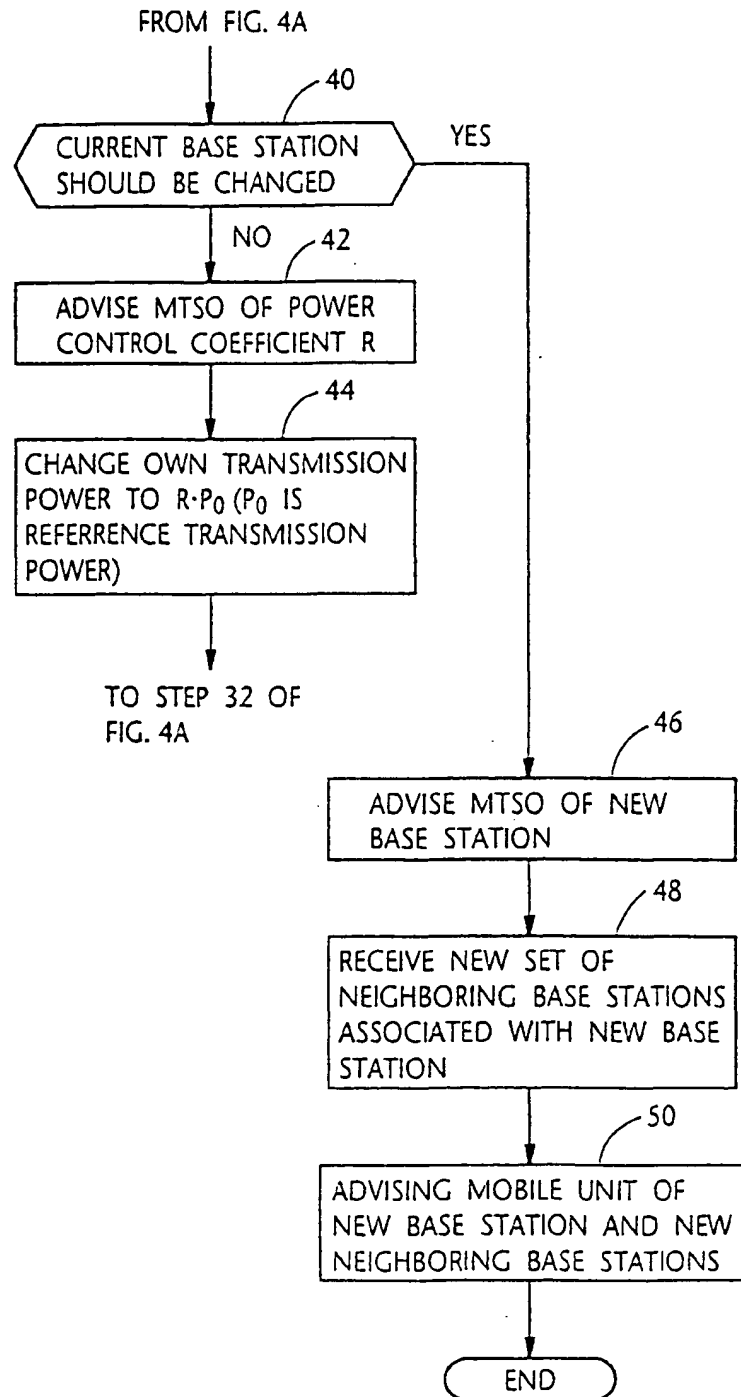 FROM FIG. 4A
40
CURRENT BASE STATION
SHOULD BE CHANGED
YES
NO
42
ADVISE MTSO OF POWER
CONTROL COEFFICIENT R
44
CHANGE OWN TRANSMISSION
POWER TO R·P0 (P0 IS
REFERRENCE TRANSMISSION
POWER)
TO STEP 32 OF
FIG. 4A
46
ADVISE MTSO OF NEW
BASE STATION
48
RECEIVE NEW SET OF
NEIGHBORING BASE STATIONS
ASSOCIATED WITH NEW BASE
STATION
50
ADVISING MOBILE UNIT OF
NEW BASE STATION AND NEW
NEIGHBORING BASE STATIONS
END